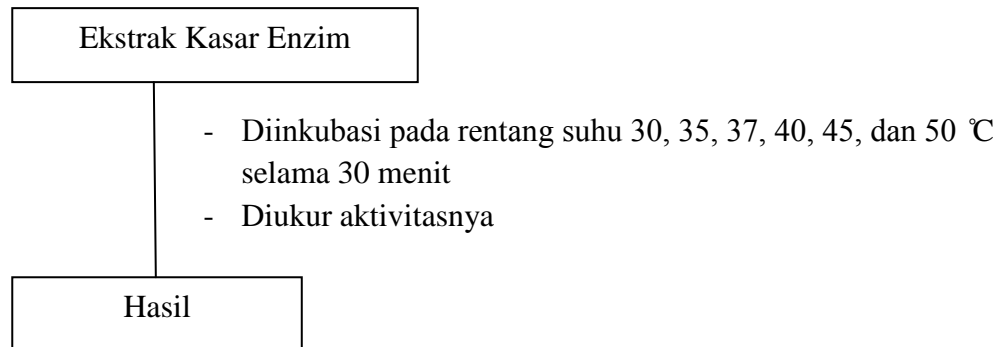 Ekstrak Kasar Enzim
- Diinkubasi pada rentang suhu 30, 35, 37, 40, 45, dan 50 ℃
selama 30 menit
- Diukur aktivitasnya
Hasil